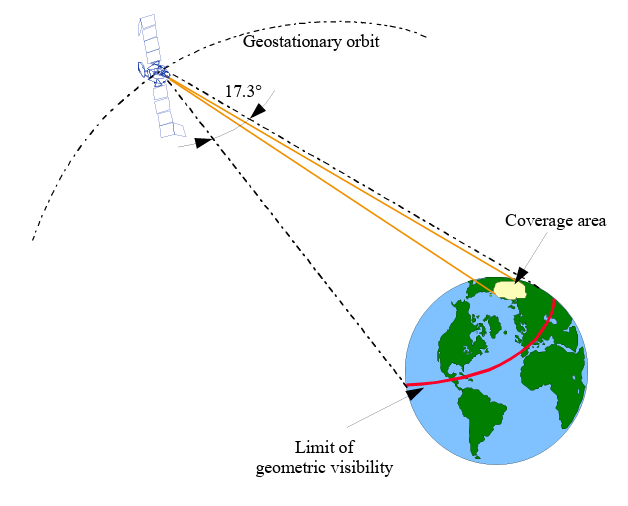 Geostationary orbit
17.3°
Coverage area
Limit of
geometric visibility